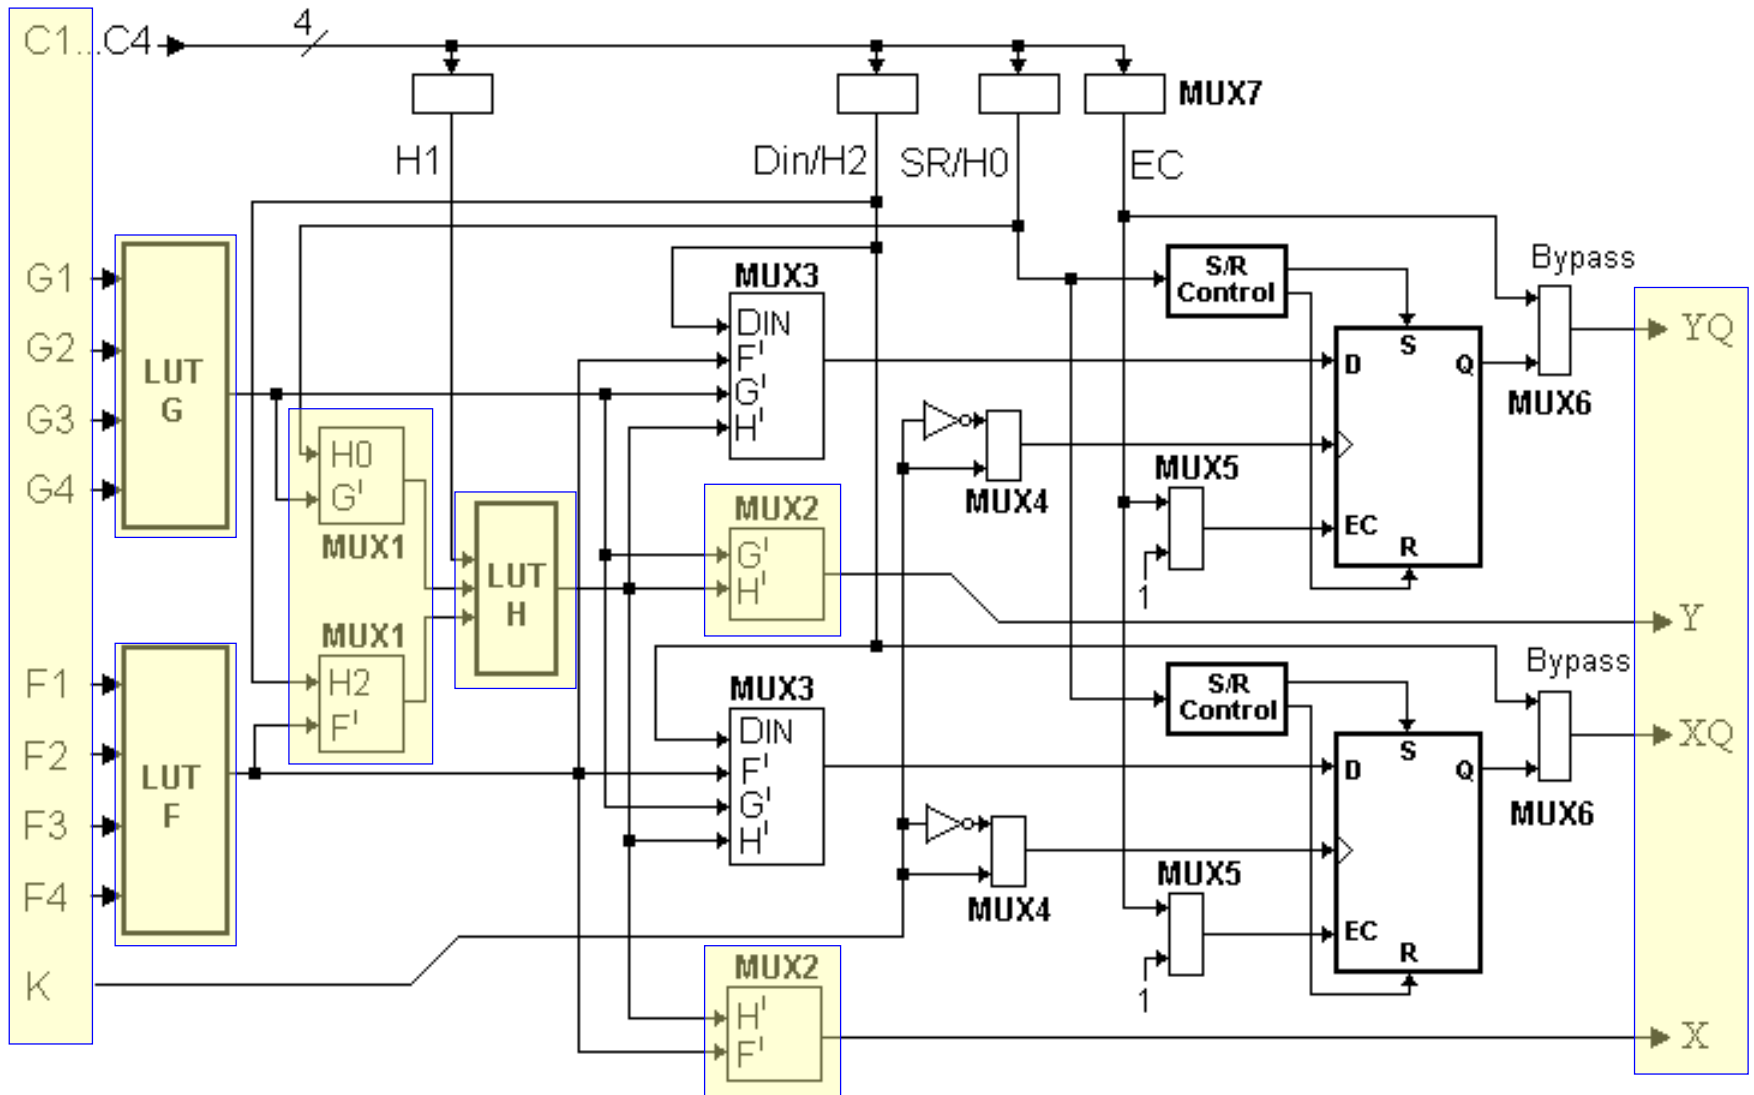 C1...C4
4
MUX7
H1
Din/H2
SR/H0
EC
G1
G2
G3
G4
LUT
G
H0
G'
MUX1
MUX1
H2
F'
LUT
H
F1
F2
F3
F4
LUT
F
K
MUX3
DIN
F'
G'
H'
MUX2
G'
H'
MUX4
MUX5
1
S/R
Control
D
S
Q
EC
R
Bypass
MUX6
YQ
Y
MUX3
DIN
F'
G'
H'
MUX4
MUX5
1
S/R
Control
D
S
Q
EC
R
Bypass
MUX6
XQ
MUX2
H'
F'
X